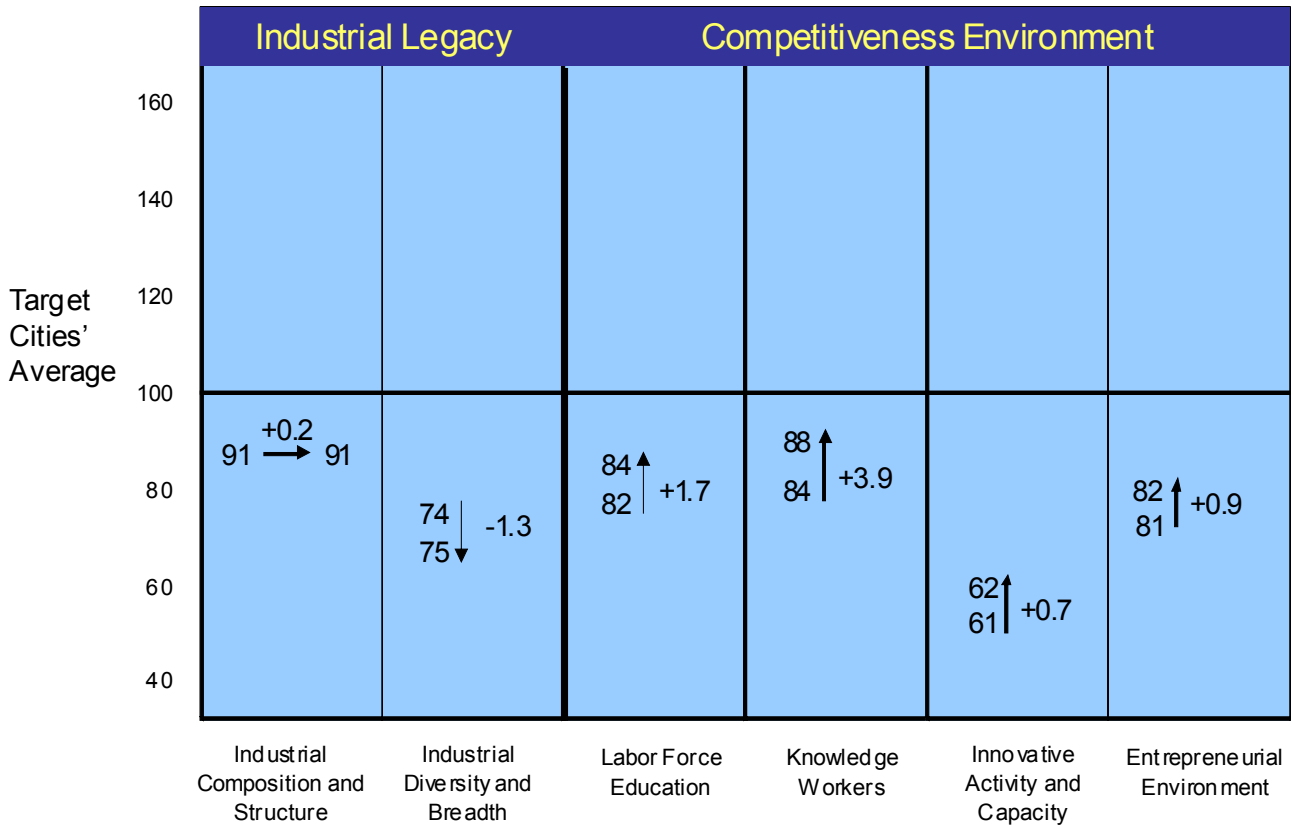 Industrial Legacy
Competitiveness Environment
160
140
120
Target
Cities’
Average
100
80
60
40
+0.2
91
91
74
75
-1.3
84
82
+1.7
88
84
+3.9
62
61
+0.7
82
81
+0.9
Industrial
Composition and
Structure
Industrial
Diversity and
Breadth
Labor Force
Education
Knowledge
Workers
Innovative
Activity and
Capacity
Entrepreneurial
Environment